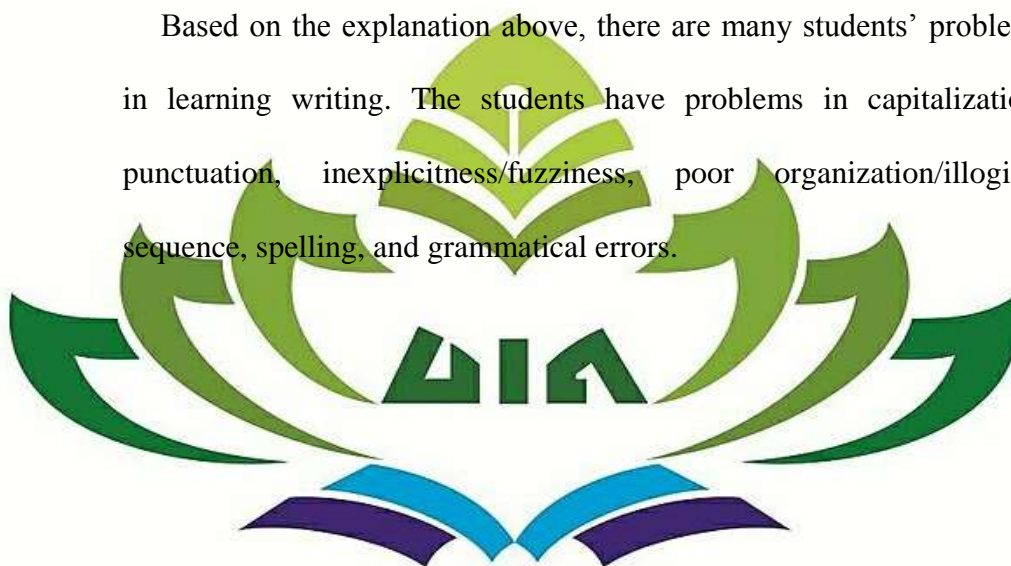 Based on the explanation above, there are many students’ proble
in learning writing. The students have problems in capitalizatio
punctuation, inexplicitness/fuzziness, poor organization/illogi
sequence, spelling, and grammatical errors.
UIN